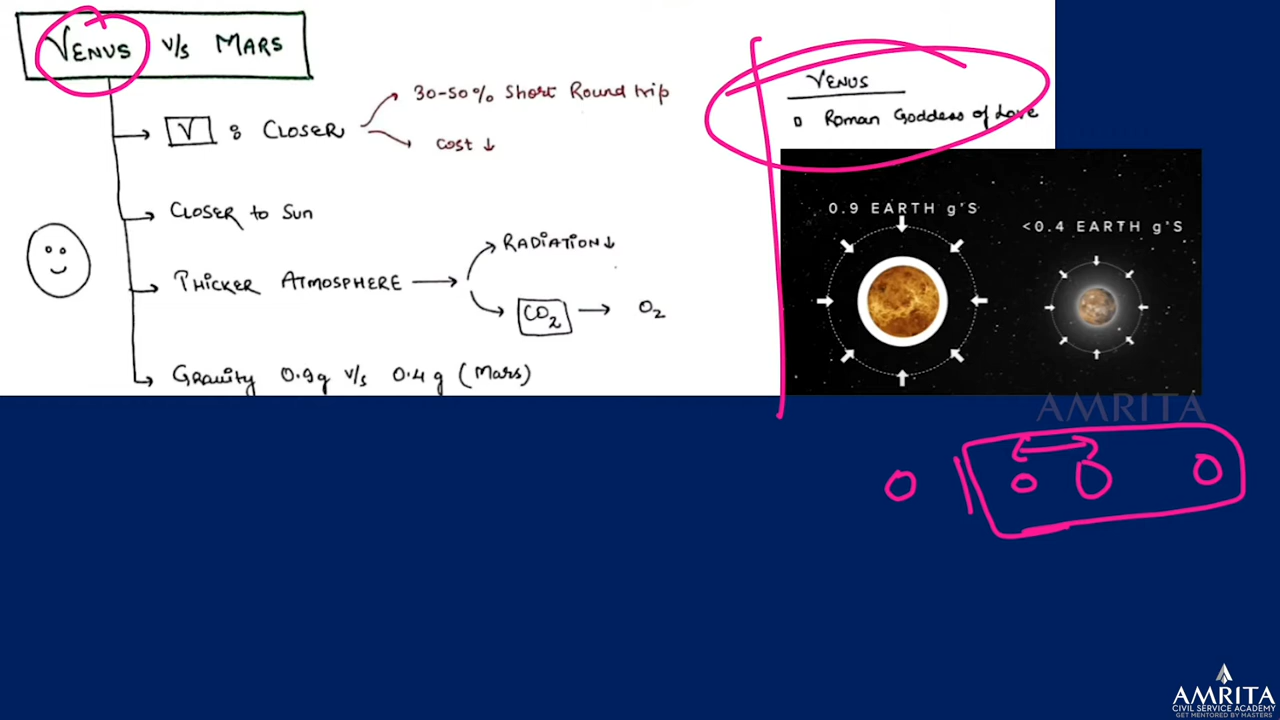 VENUS v/s MARS
V : CLOSER
30-50% Short Round trip
Cost ↓
CLOSER to Sun
THICKER ATMOSPHERE → RADIATION↓
CO₂ → O₂
Gravity 0.9g v/s 0.4g (Mars)
VENUS
Roman Goddess of Love
0.9 EARTH g'S
<0.4 EARTH g'S
AMRITA
AMRITA
CIVIL SERVICE ACADEMY
GET MENTORED BY MASTERS